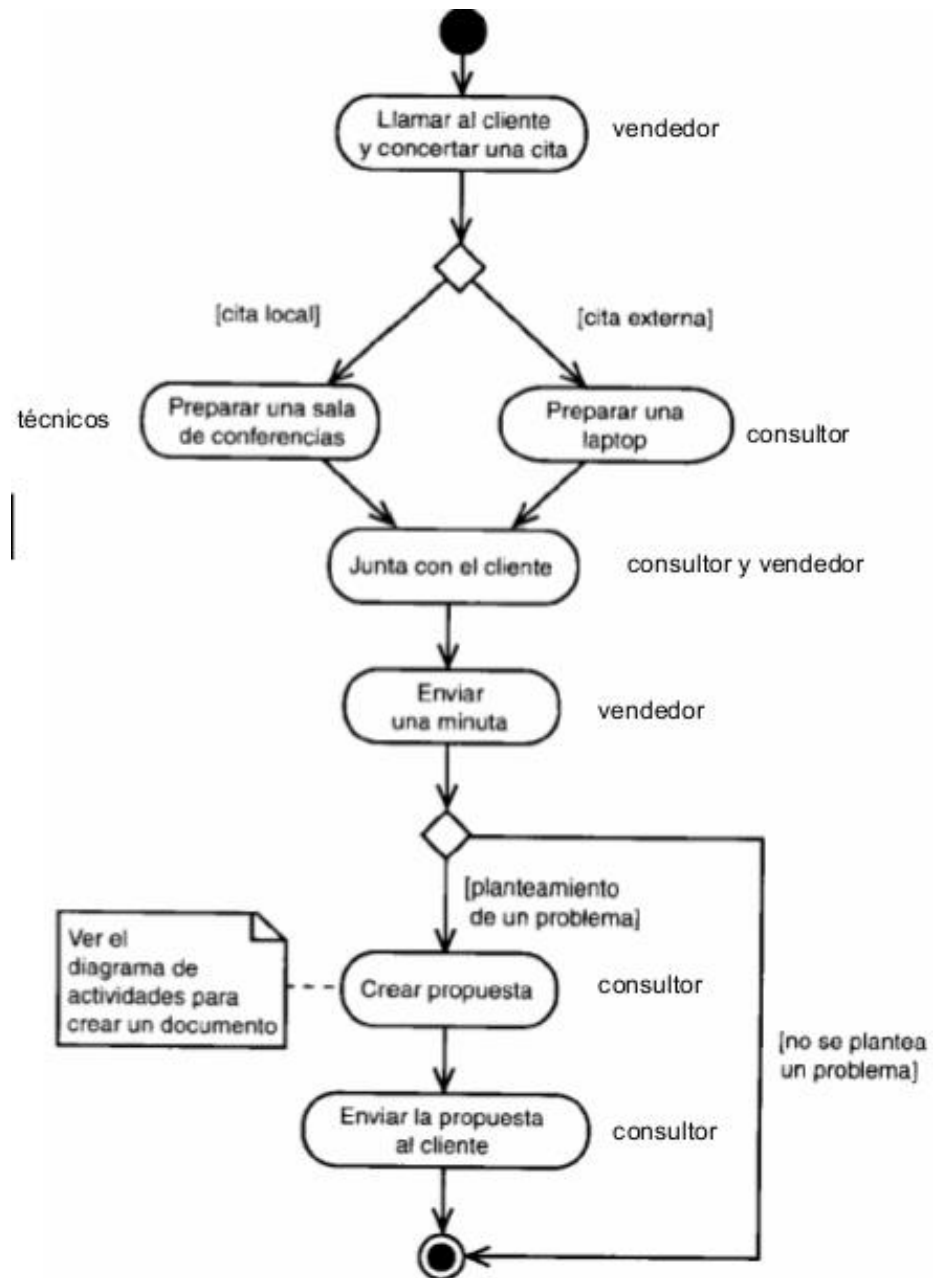 Llamar al cliente
y concertar una cita
vendedor
[cita local]
[cita externa]
técnicos
Preparar una sala
de conferencias
Preparar una
laptop
consultor
Junta con el cliente
consultor y vendedor
Enviar
una minuta
vendedor
[planteamiento
de un problema]
Ver el
diagrama de
actividades para
crear un documento
Crear propuesta
consultor
[no se plantea
un problema]
Enviar la propuesta
al cliente
consultor